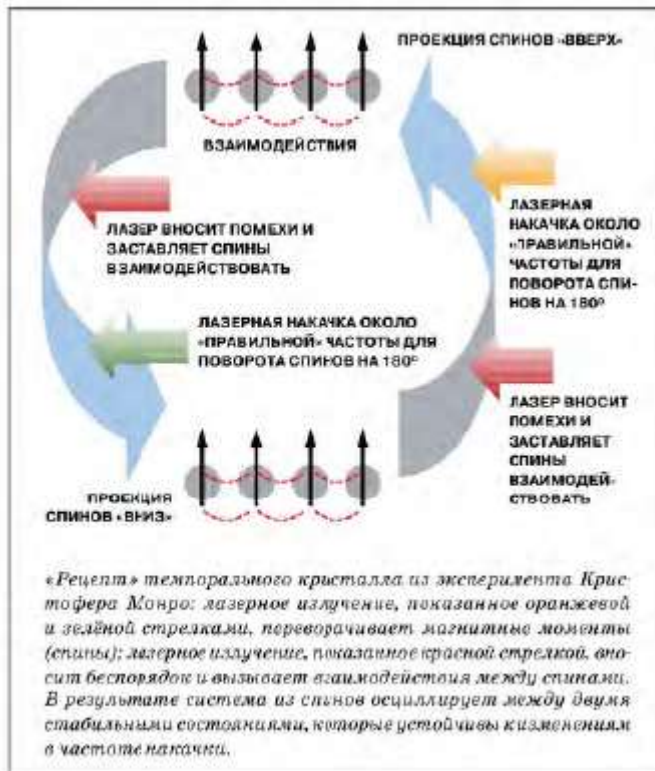 ПРОЕКЦИЯ СПИНОВ «ВВЕРХ»
ВЗАИМОДЕЙСТВИЯ
ЛАЗЕР ВНОСИТ ПОМЕХИ И
ЗАСТАВЛЯЕТ СПИНЫ
ВЗАИМОДЕЙСТВОВАТЬ
ЛАЗЕРНАЯ
НАКАЧКА ОКОЛО
«ПРАВИЛЬНОЙ»
ЧАСТОТЫ ДЛЯ
ПОВОРОТА СПИ-
НОВ НА 180º
ЛАЗЕРНАЯ НАКАЧКА ОКОЛО
«ПРАВИЛЬНОЙ» ЧАСТОТЫ ДЛЯ
ПОВОРОТА СПИНОВ НА 180º
ЛАЗЕР ВНОСИТ
ПОМЕХИ И
ЗАСТАВЛЯЕТ
СПИНЫ
ВЗАИМОДЕЙ-
СТВОВАТЬ
ПРОЕКЦИЯ
СПИНОВ «ВНИЗ»
«Рецепт» темпорального кристалла из эксперимента Крис-
тофера Монро: лазерное излучение, показанное оранжевой
и зелёной стрелками, переворачивает магнитные моменты
(спины); лазерное излучение, показанное красной стрелкой, вно-
сит беспорядок и вызывает взаимодействия между спинами.
В результате система из спинов осциллирует между двумя
стабильными состояниями, которые устойчивы к изменениям
в частоте накачки.